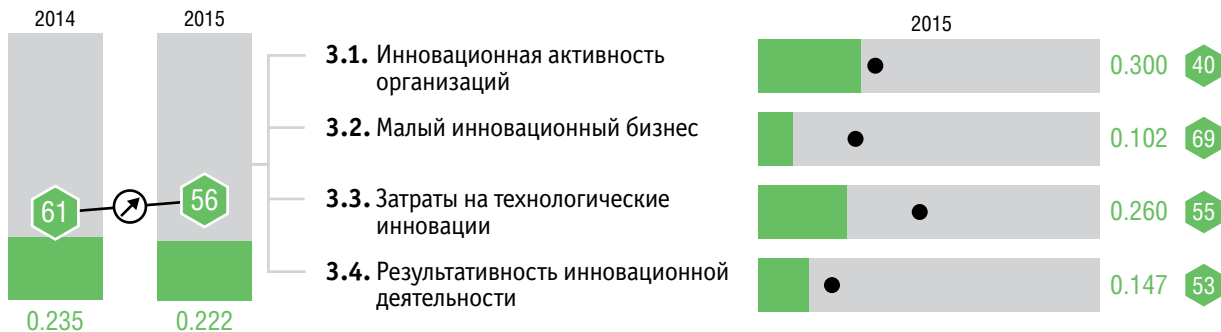 2014
2015
61
56
0.235
0.222
3.1. Инновационная активность
организаций
3.2. Малый инновационный бизнес
3.3. Затраты на технологические
инновации
3.4. Результативность инновационной
деятельности
2015
0.300 40
0.102 69
0.260 55
0.147 53